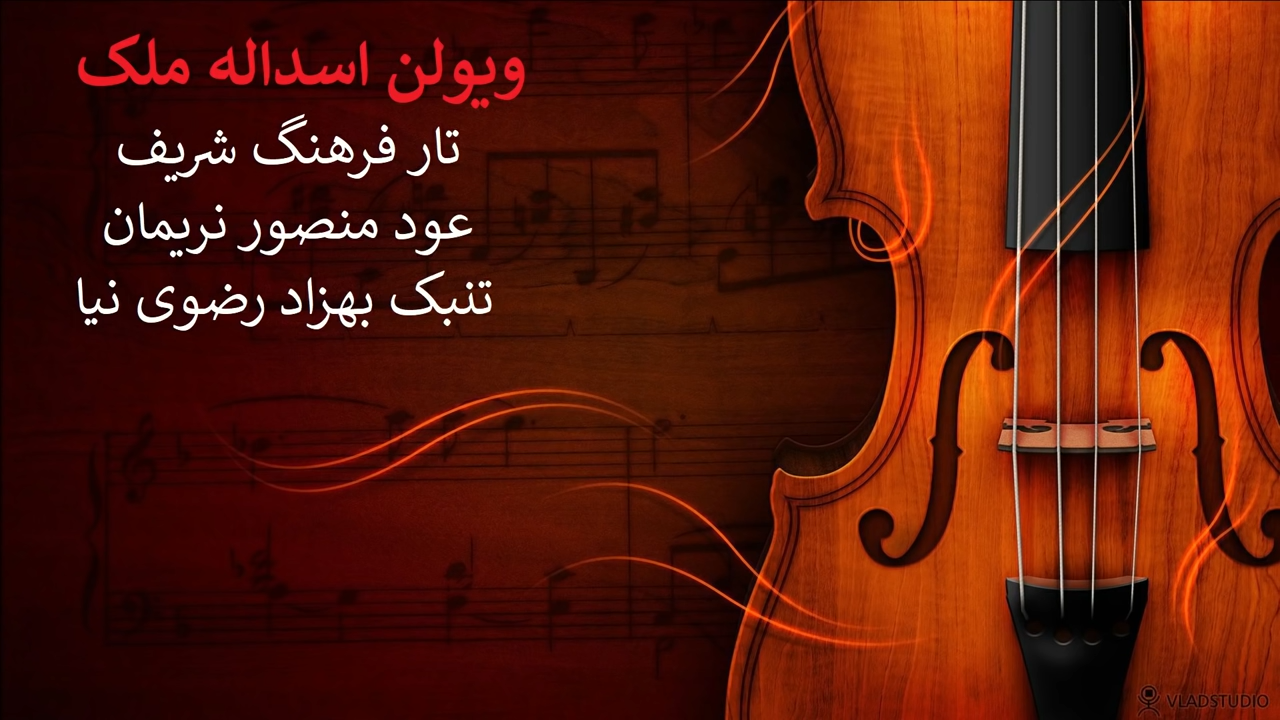 ویولن اسداله ملک
تار فرهنگ شریف
عود منصور نریمان
تنبک بهزاد رضوی نیا
VLADSTUDIO